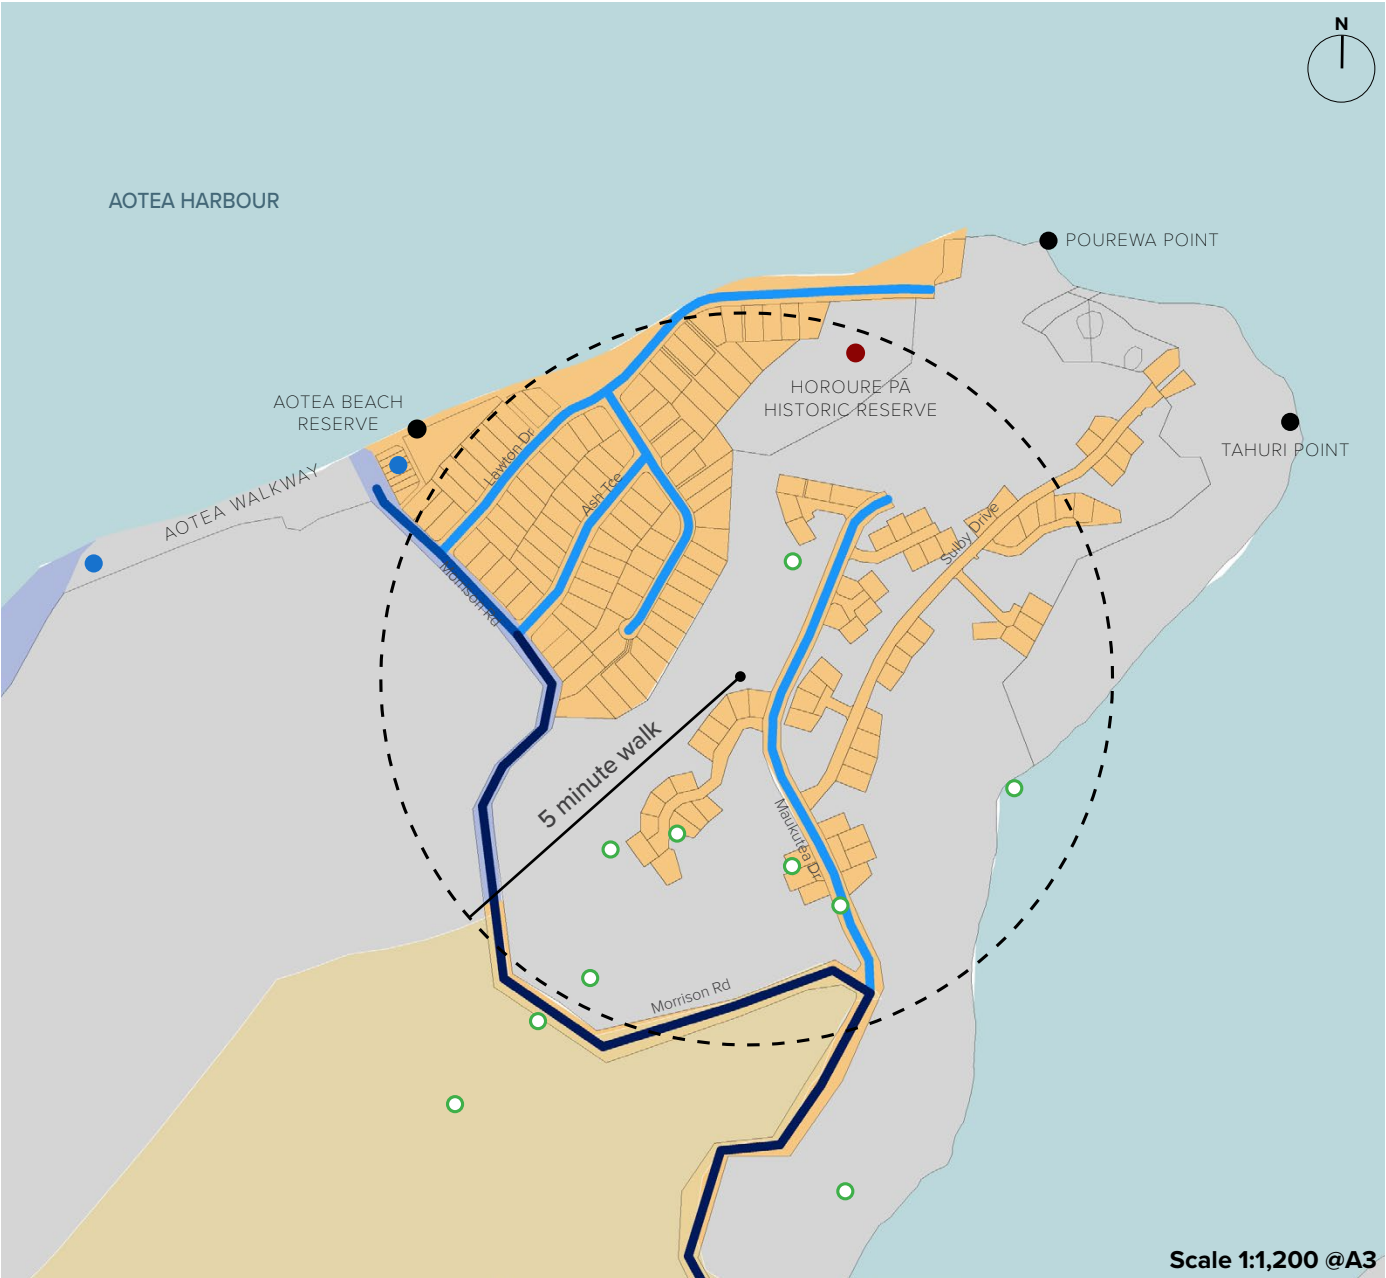 N
AOTEA HARBOUR
POUREWA POINT
AOTEA BEACH
RESERVE
HOROURE PĀ
HISTORIC RESERVE
TAHURI POINT
AOTEA WALKWAY
Lawton Dr
Ash Tce
Sulby Drive
Morrison Rd
5 minute walk
Maukutea Dr
Morrison Rd
Scale 1:1,200 @A3